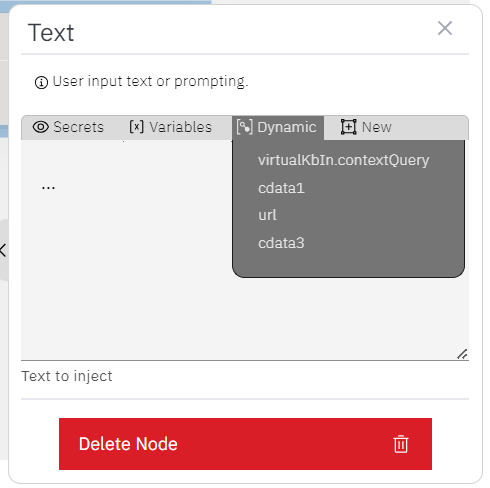 Text
User input text or prompting.
Secrets Variables Dynamic New
...
virtualKbIn.contextQuery
cdata1
url
cdata3
Text to inject
Delete Node